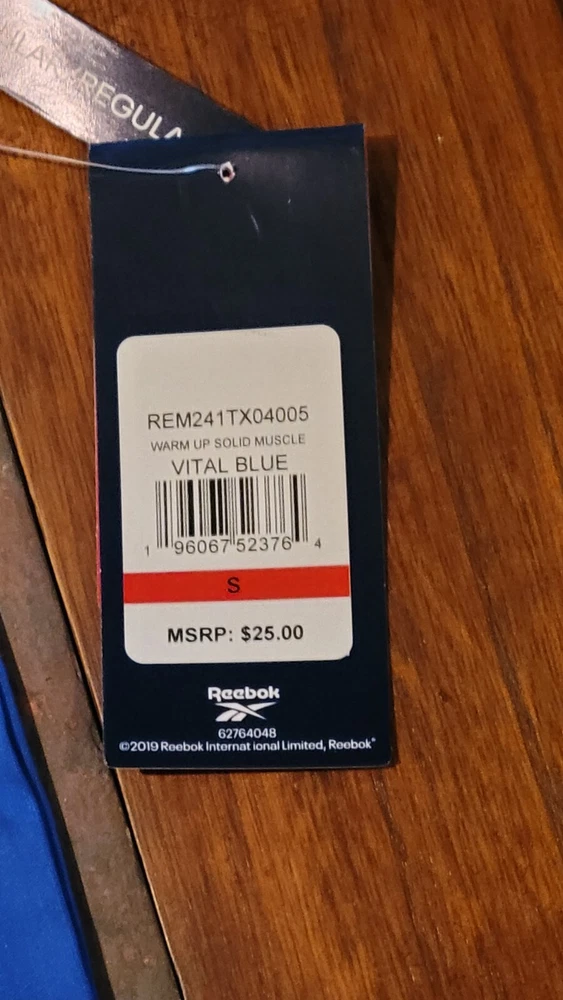 REGULA
REM241TX04005
WARM UP SOLID MUSCLE
VITAL BLUE
1 96067 52376 4
S
MSRP: $25.00
Reebok
62764048
©2019 Reebok International Limited, Reebok®